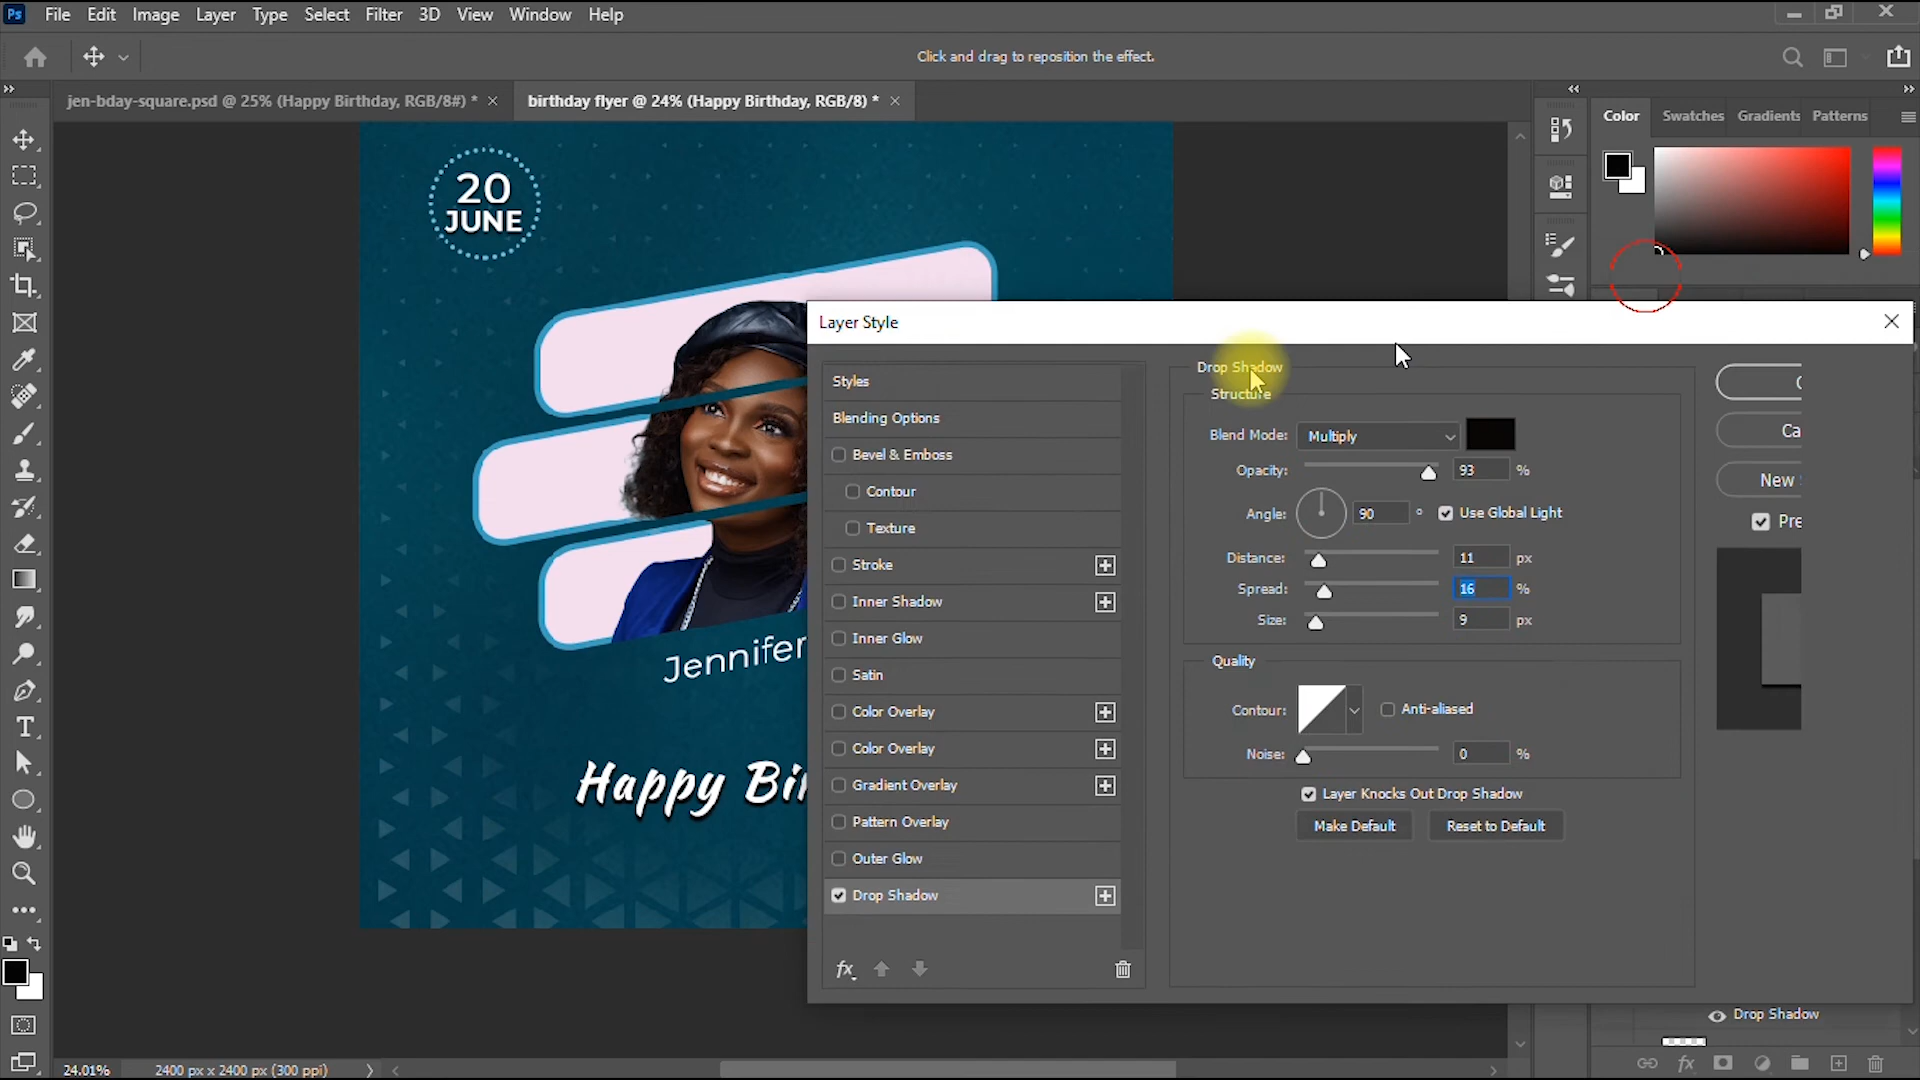 Ps File Edit Image Layer Type Select Filter 3D View Window Help
Click and drag to reposition the effect.
jen-bday-square.psd @ 25% (Happy Birthday, RGB/8#) *
birthday flyer @ 24% (Happy Birthday, RGB/8) *
Color Swatches Gradients Patterns
20
JUNE
Jennifer
Happy Bir
Layer Style
Styles
Blending Options
Bevel & Emboss
Contour
Texture
Stroke
Inner Shadow
Inner Glow
Satin
Color Overlay
Color Overlay
Gradient Overlay
Pattern Overlay
Outer Glow
Drop Shadow
fx
Drop Shadow
Structure
Blend Mode: Multiply
Opacity: 93 %
Angle: 90 ° Use Global Light
Distance: 11 px
Spread: 16 %
Size: 9 px
Quality
Contour: Anti-aliased
Noise: 0 %
Layer Knocks Out Drop Shadow
Make Default Reset to Default
Ca
New
Pre
Drop Shadow
fx
24.01% 2400 px x 2400 px (300 ppi)